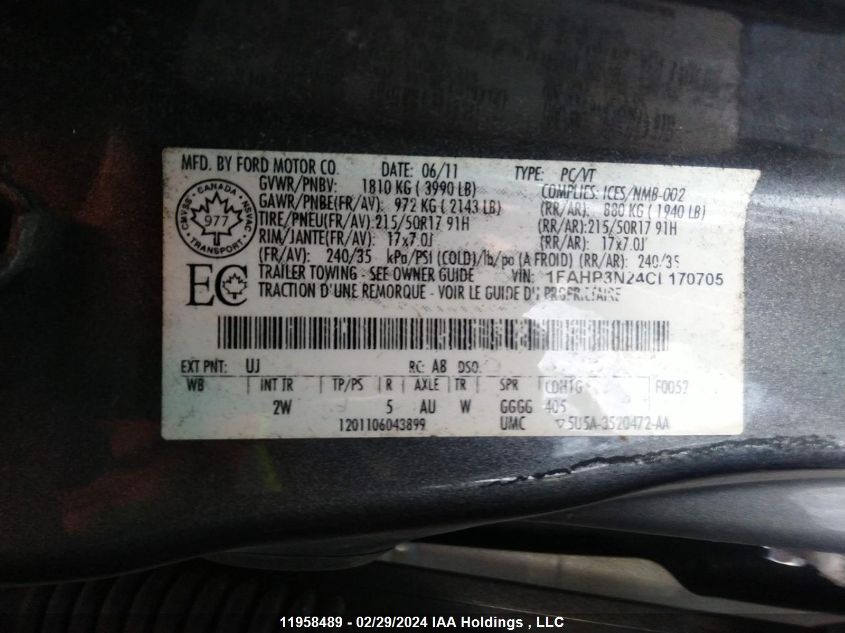 MFD. BY FORD MOTOR CO. DATE: 06/11 TYPE: PC/VT
GVWR/PNBV: 1810 KG ( 3990 LB) COMPLIES: ICES/NMB-002
GAWR/PNBE(FR/AV): 972 KG ( 2143 LB) (RR/AR): 880 KG ( 1940 LB)
TIRE/PNEU(FR/AV):215/50R17 91H (RR/AR):215/50R17 91H
RIM/JANTE(FR/AV): 17x7.0J (RR/AR): 17x7.0J
(FR/AV): 240/35 kPa/PSI (COLD)/lb/po(A FROID) (RR/AR): 240/35
TRAILER TOWING - SEE OWNER GUIDE VIN: 1FAHP3N24CL170705
TRACTION D'UNE REMORQUE - VOIR LE GUIDE DU PROPRIETAIRE
CANADA
CMVSS NSVAC
977
TRANSPORT
EC
EXT PNT: UJ RC: A8 DSO:
WB INT TR TP/PS R AXLE TR SPR F0052
2W 5 AU W GGGG 405
1201106043899 UMC ▽5U5A-3520472-AA
11958489 - 02/29/2024 IAA Holdings , LLC